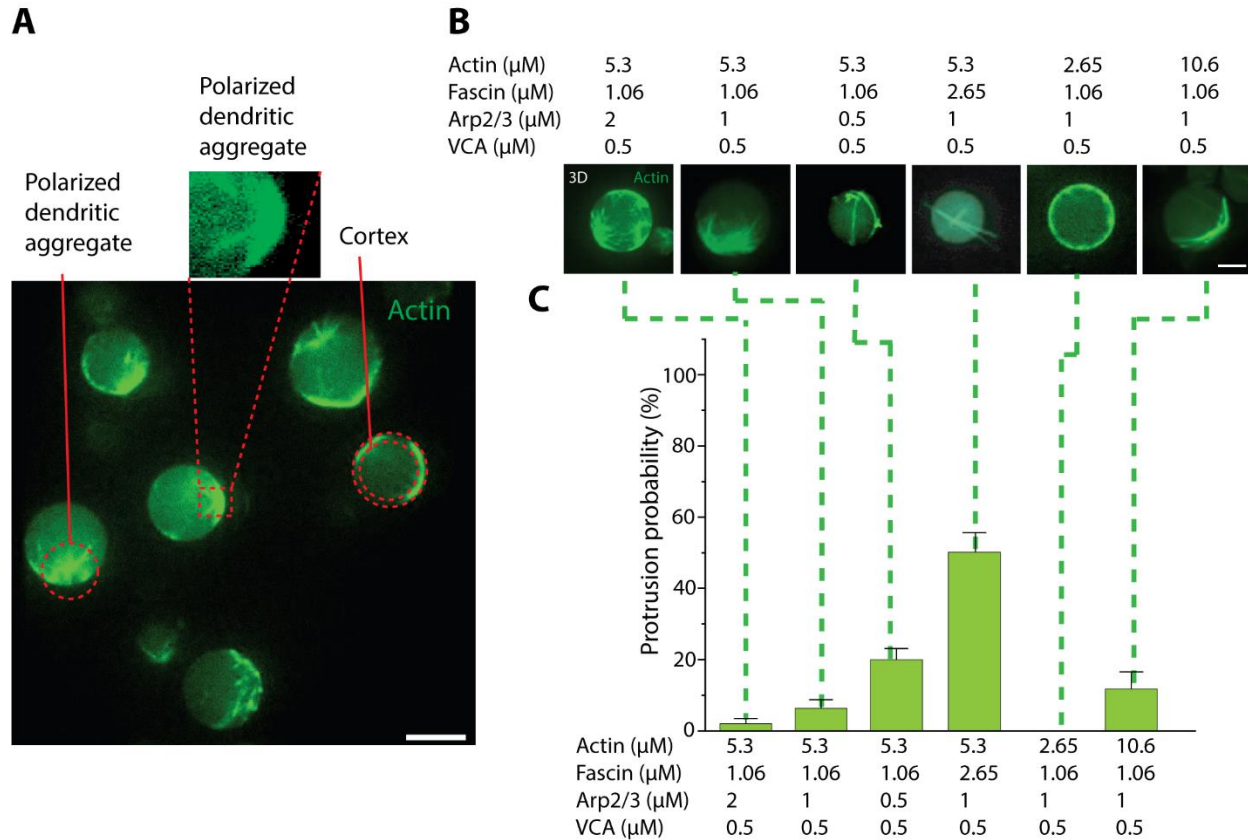 A
Polarized
dendritic
aggregate
Polarized
dendritic
aggregate
Cortex
Actin
B
Actin (µM) 5.3 5.3 5.3 5.3 2.65 10.6
Fascin (µM) 1.06 1.06 1.06 2.65 1.06 1.06
Arp2/3 (µM) 2 1 0.5 1 1 1
VCA (µM) 0.5 0.5 0.5 0.5 0.5 0.5
3D Actin
C
Protrusion probability (%)
100
80
60
40
20
0
Actin (µM) 5.3 5.3 5.3 5.3 2.65 10.6
Fascin (µM) 1.06 1.06 1.06 2.65 1.06 1.06
Arp2/3 (µM) 2 1 0.5 1 1 1
VCA (µM) 0.5 0.5 0.5 0.5 0.5 0.5